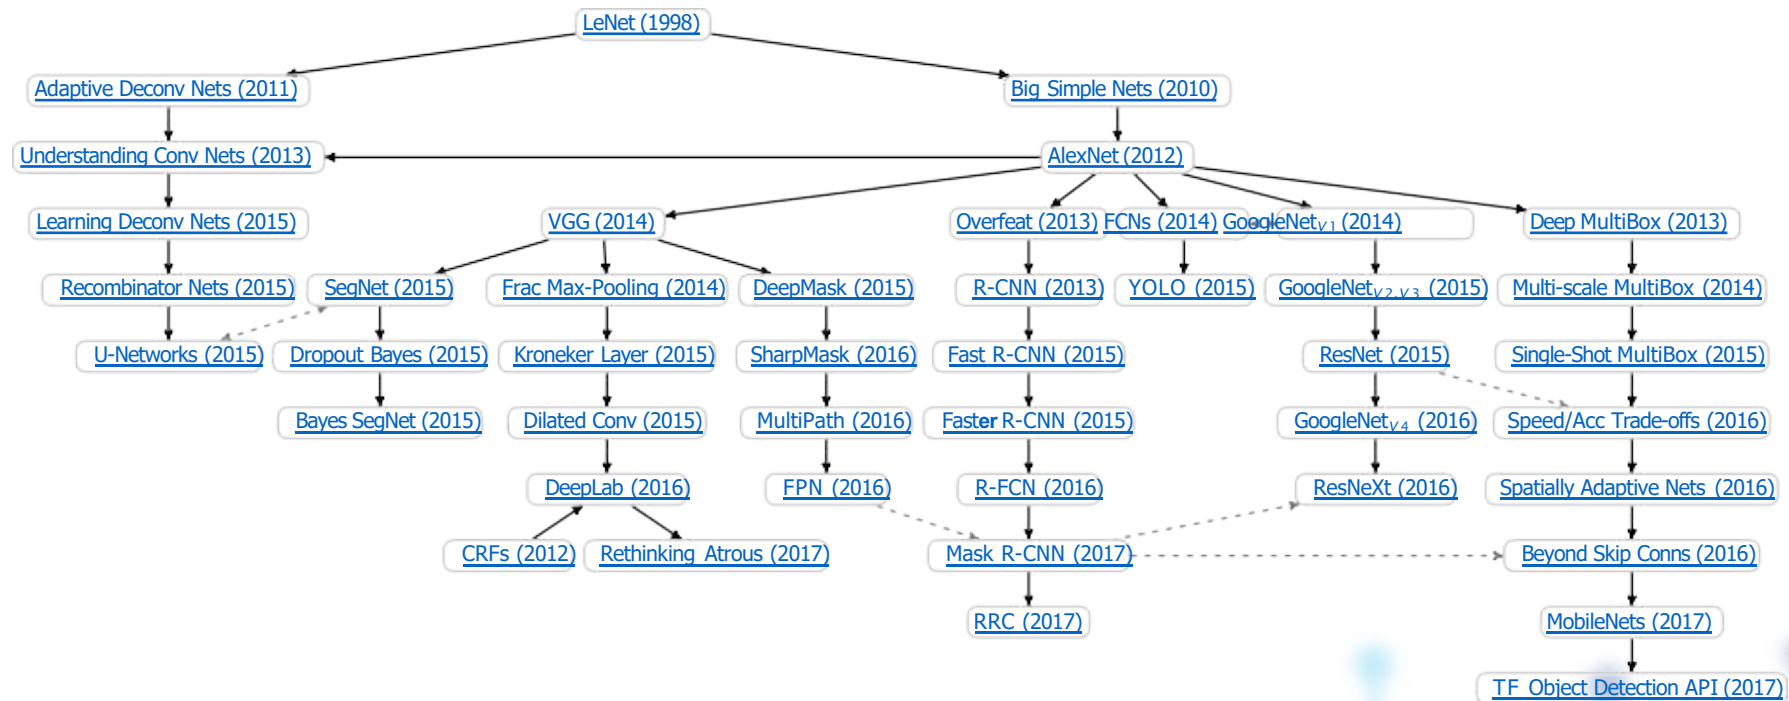 LeNet (1998)
Adaptive Deconv Nets (2011)
Big Simple Nets (2010)
Understanding Conv Nets (2013)
AlexNet (2012)
Learning Deconv Nets (2015)
VGG (2014)
Overfeat (2013)
FCNs (2014)
GoogleNetV1 (2014)
Deep MultiBox (2013)
Recombinator Nets (2015)
SegNet (2015)
Frac Max-Pooling (2014)
DeepMask (2015)
R-CNN (2013)
YOLO (2015)
GoogleNetV2,V3 (2015)
Multi-scale MultiBox (2014)
U-Networks (2015)
Dropout Bayes (2015)
Kroneker Layer (2015)
SharpMask (2016)
Fast R-CNN (2015)
ResNet (2015)
Single-Shot MultiBox (2015)
Bayes SegNet (2015)
Dilated Conv (2015)
MultiPath (2016)
Faster R-CNN (2015)
GoogleNetV4 (2016)
Speed/Acc Trade-offs (2016)
DeepLab (2016)
FPN (2016)
R-FCN (2016)
ResNeXt (2016)
Spatially Adaptive Nets (2016)
CRFs (2012)
Rethinking Atrous (2017)
Mask R-CNN (2017)
Beyond Skip Conns (2016)
RRC (2017)
MobileNets (2017)
TF Object Detection API (2017)